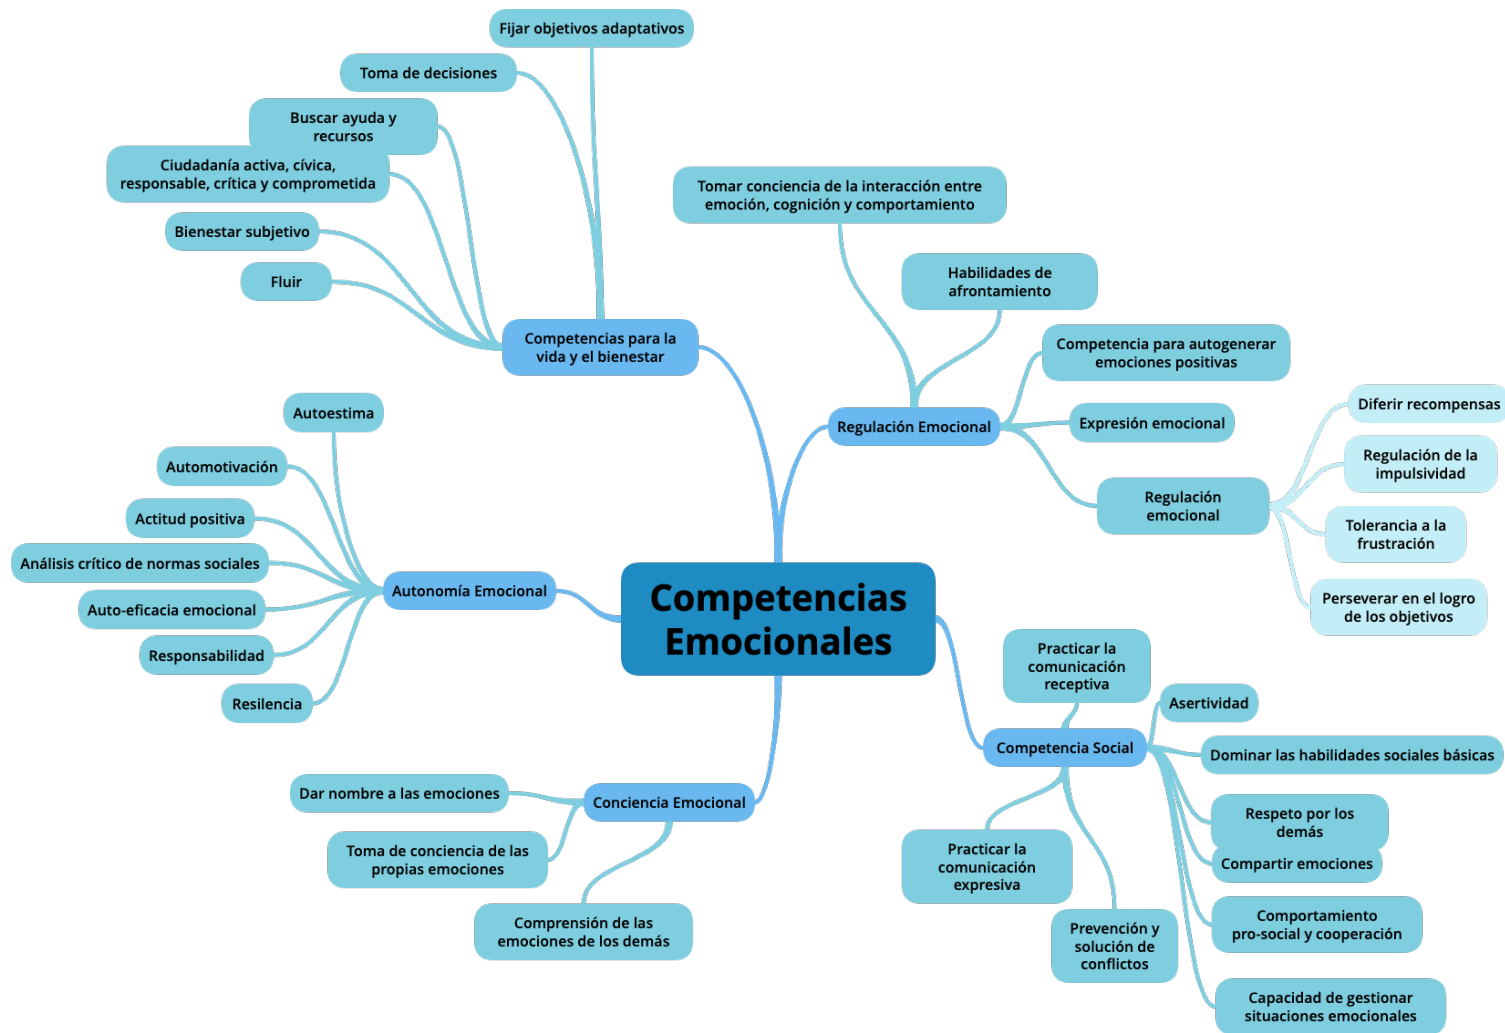 Fijar objetivos adaptativos
Toma de decisiones
Buscar ayuda y
recursos
Ciudadanía activa, cívica,
responsable, crítica y comprometida
Bienestar subjetivo
Fluir
Competencias para la
vida y el bienestar
Tomar conciencia de la interacción entre
emoción, cognición y comportamiento
Habilidades de
afrontamiento
Competencia para autogenerar
emociones positivas
Expresión emocional
Regulación Emocional
Regulación
emocional
Diferir recompensas
Regulación de la
impulsividad
Tolerancia a la
frustración
Perseverar en el logro
de los objetivos
Autoestima
Automotivación
Actitud positiva
Análisis crítico de normas sociales
Auto-eficacia emocional
Responsabilidad
Resilencia
Autonomía Emocional
Competencias
Emocionales
Practicar la
comunicación
receptiva
Asertividad
Competencia Social
Dominar las habilidades sociales básicas
Respeto por los
demás
Compartir emociones
Comportamiento
pro-social y cooperación
Capacidad de gestionar
situaciones emocionales
Practicar la
comunicación
expresiva
Prevención y
solución de
conflictos
Conciencia Emocional
Dar nombre a las emociones
Toma de conciencia de las
propias emociones
Comprensión de las
emociones de los demás